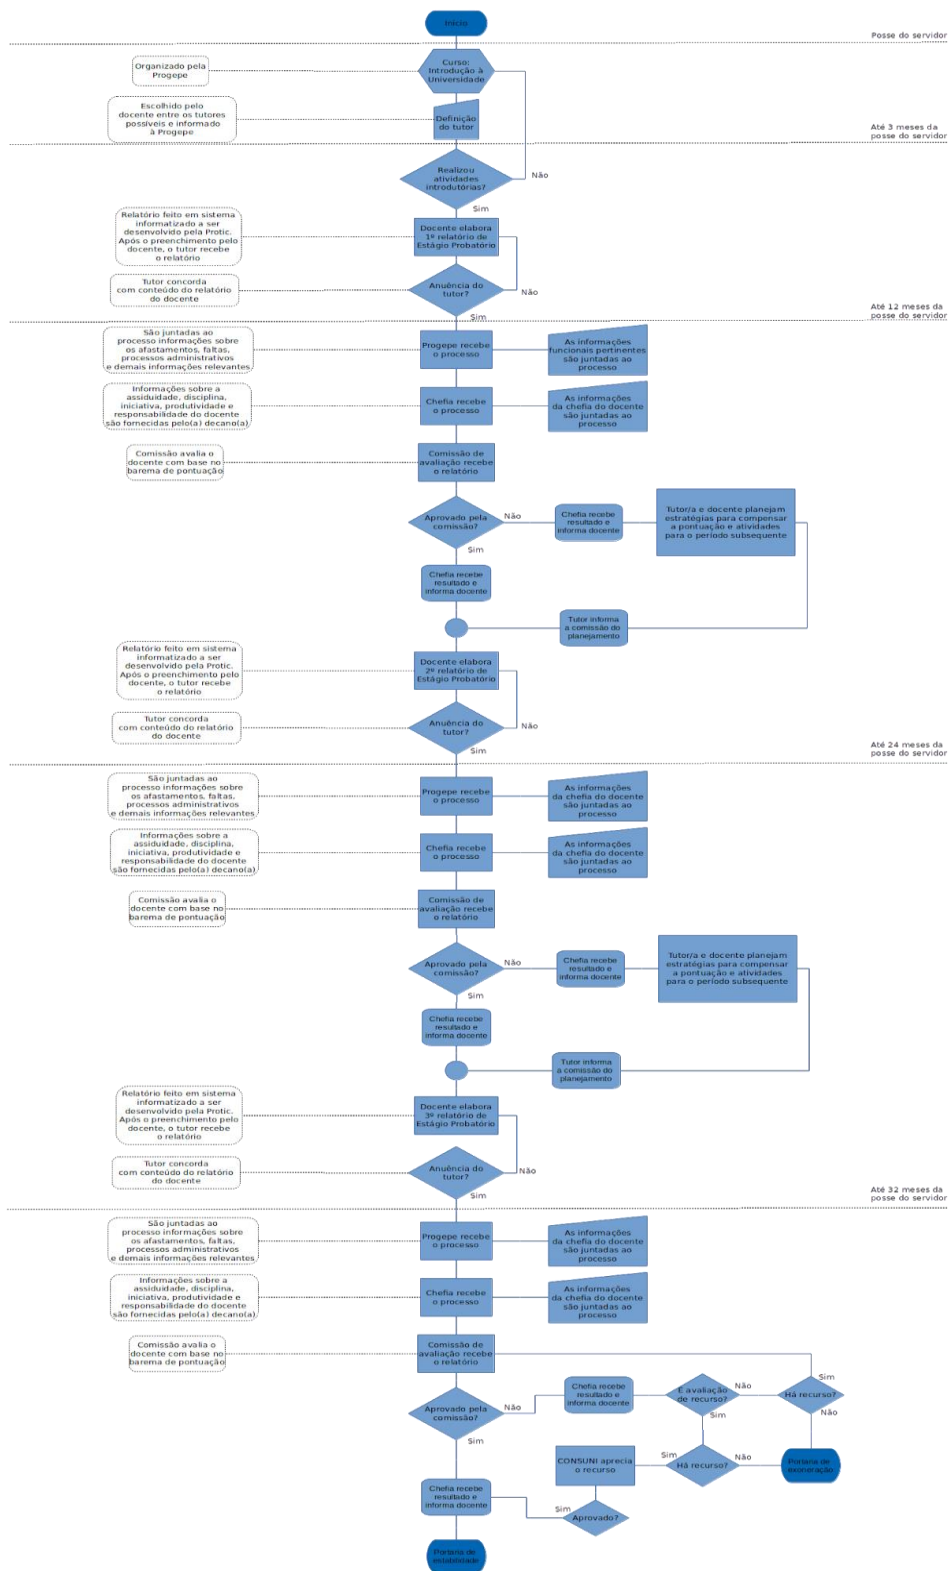 Início
Posse do servidor
Organizado pela
Progepe
Curso:
Introdução à
Universidade
Escolhido pelo
docente entre os tutores
possíveis e informado
à Progepe
Definição
do tutor
Até 3 meses da
posse do servidor
Realizou
atividades
introdutórias?
Não
Sim
Relatório feito em sistema
informatizado a ser
desenvolvido pela Protic.
Após o preenchimento pelo
docente, o tutor recebe
o relatório
Docente elabora
1º relatório de
Estágio Probatório
Tutor concorda
com conteúdo do relatório
do docente
Anuência do
tutor?
Não
Sim
Até 12 meses da
posse do servidor
São juntadas ao
processo informações sobre
os afastamentos, faltas,
processos administrativos
e demais informações relevantes
Progepe recebe
o processo
As informações
funcionais pertinentes
são juntadas ao
processo
Informações sobre a
assiduidade, disciplina,
iniciativa, produtividade e
responsabilidade do docente
são fornecidas pelo(a) decano(a)
Chefia recebe
o processo
As informações
da chefia do docente
são juntadas ao
processo
Comissão avalia o
docente com base no
barema de pontuação
Comissão de
avaliação recebe
o relatório
Aprovado pela
comissão?
Não
Sim
Chefia recebe
resultado e
informa docente
Tutor/a e docente planejam
estratégias para compensar
a pontuação e atividades
para o período subsequente
Chefia recebe
resultado e
informa docente
Tutor informa
a comissão do
planejamento
Relatório feito em sistema
informatizado a ser
desenvolvido pela Protic.
Após o preenchimento pelo
docente, o tutor recebe
o relatório
Docente elabora
2º relatório de
Estágio Probatório
Tutor concorda
com conteúdo do relatório
do docente
Anuência do
tutor?
Não
Sim
Até 24 meses da
posse do servidor
São juntadas ao
processo informações sobre
os afastamentos, faltas,
processos administrativos
e demais informações relevantes
Progepe recebe
o processo
As informações
da chefia do docente
são juntadas ao
processo
Informações sobre a
assiduidade, disciplina,
iniciativa, produtividade e
responsabilidade do docente
são fornecidas pelo(a) decano(a)
Chefia recebe
o processo
As informações
da chefia do docente
são juntadas ao
processo
Comissão avalia o
docente com base no
barema de pontuação
Comissão de
avaliação recebe
o relatório
Aprovado pela
comissão?
Não
Sim
Chefia recebe
resultado e
informa docente
Tutor/a e docente planejam
estratégias para compensar
a pontuação e atividades
para o período subsequente
Chefia recebe
resultado e
informa docente
Tutor informa
a comissão do
planejamento
Relatório feito em sistema
informatizado a ser
desenvolvido pela Protic.
Após o preenchimento pelo
docente, o tutor recebe
o relatório
Docente elabora
3º relatório de
Estágio Probatório
Tutor concorda
com conteúdo do relatório
do docente
Anuência do
tutor?
Não
Sim
Até 32 meses da
posse do servidor
São juntadas ao
processo informações sobre
os afastamentos, faltas,
processos administrativos
e demais informações relevantes
Progepe recebe
o processo
As informações
da chefia do docente
são juntadas ao
processo
Informações sobre a
assiduidade, disciplina,
iniciativa, produtividade e
responsabilidade do docente
são fornecidas pelo(a) decano(a)
Chefia recebe
o processo
As informações
da chefia do docente
são juntadas ao
processo
Comissão avalia o
docente com base no
barema de pontuação
Comissão de
avaliação recebe
o relatório
Aprovado pela
comissão?
Não
Sim
Chefia recebe
resultado e
informa docente
É avaliação
de recurso?
Não
Sim
Há recurso?
Sim
Não
CONSUNI aprecia
o recurso
Sim
Há recurso?
Não
Portaria de
exoneração
Chefia recebe
resultado e
informa docente
Sim
Aprovado?
Portaria de
estabilidade